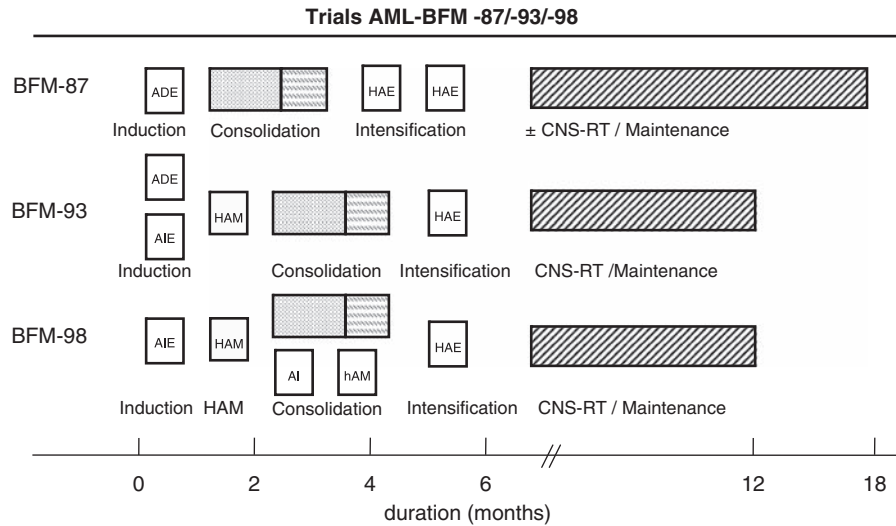 Trials AML-BFM -87/-93/-98
BFM-87
ADE
HAE
HAE
Induction
Consolidation
Intensification
± CNS-RT / Maintenance
BFM-93
ADE
AIE
HAM
HAE
Induction
Consolidation
Intensification
CNS-RT /Maintenance
BFM-98
AIE
HAM
AI
hAM
HAE
Induction
HAM
Consolidation
Intensification
CNS-RT / Maintenance
0 2 4 6 12 18
duration (months)